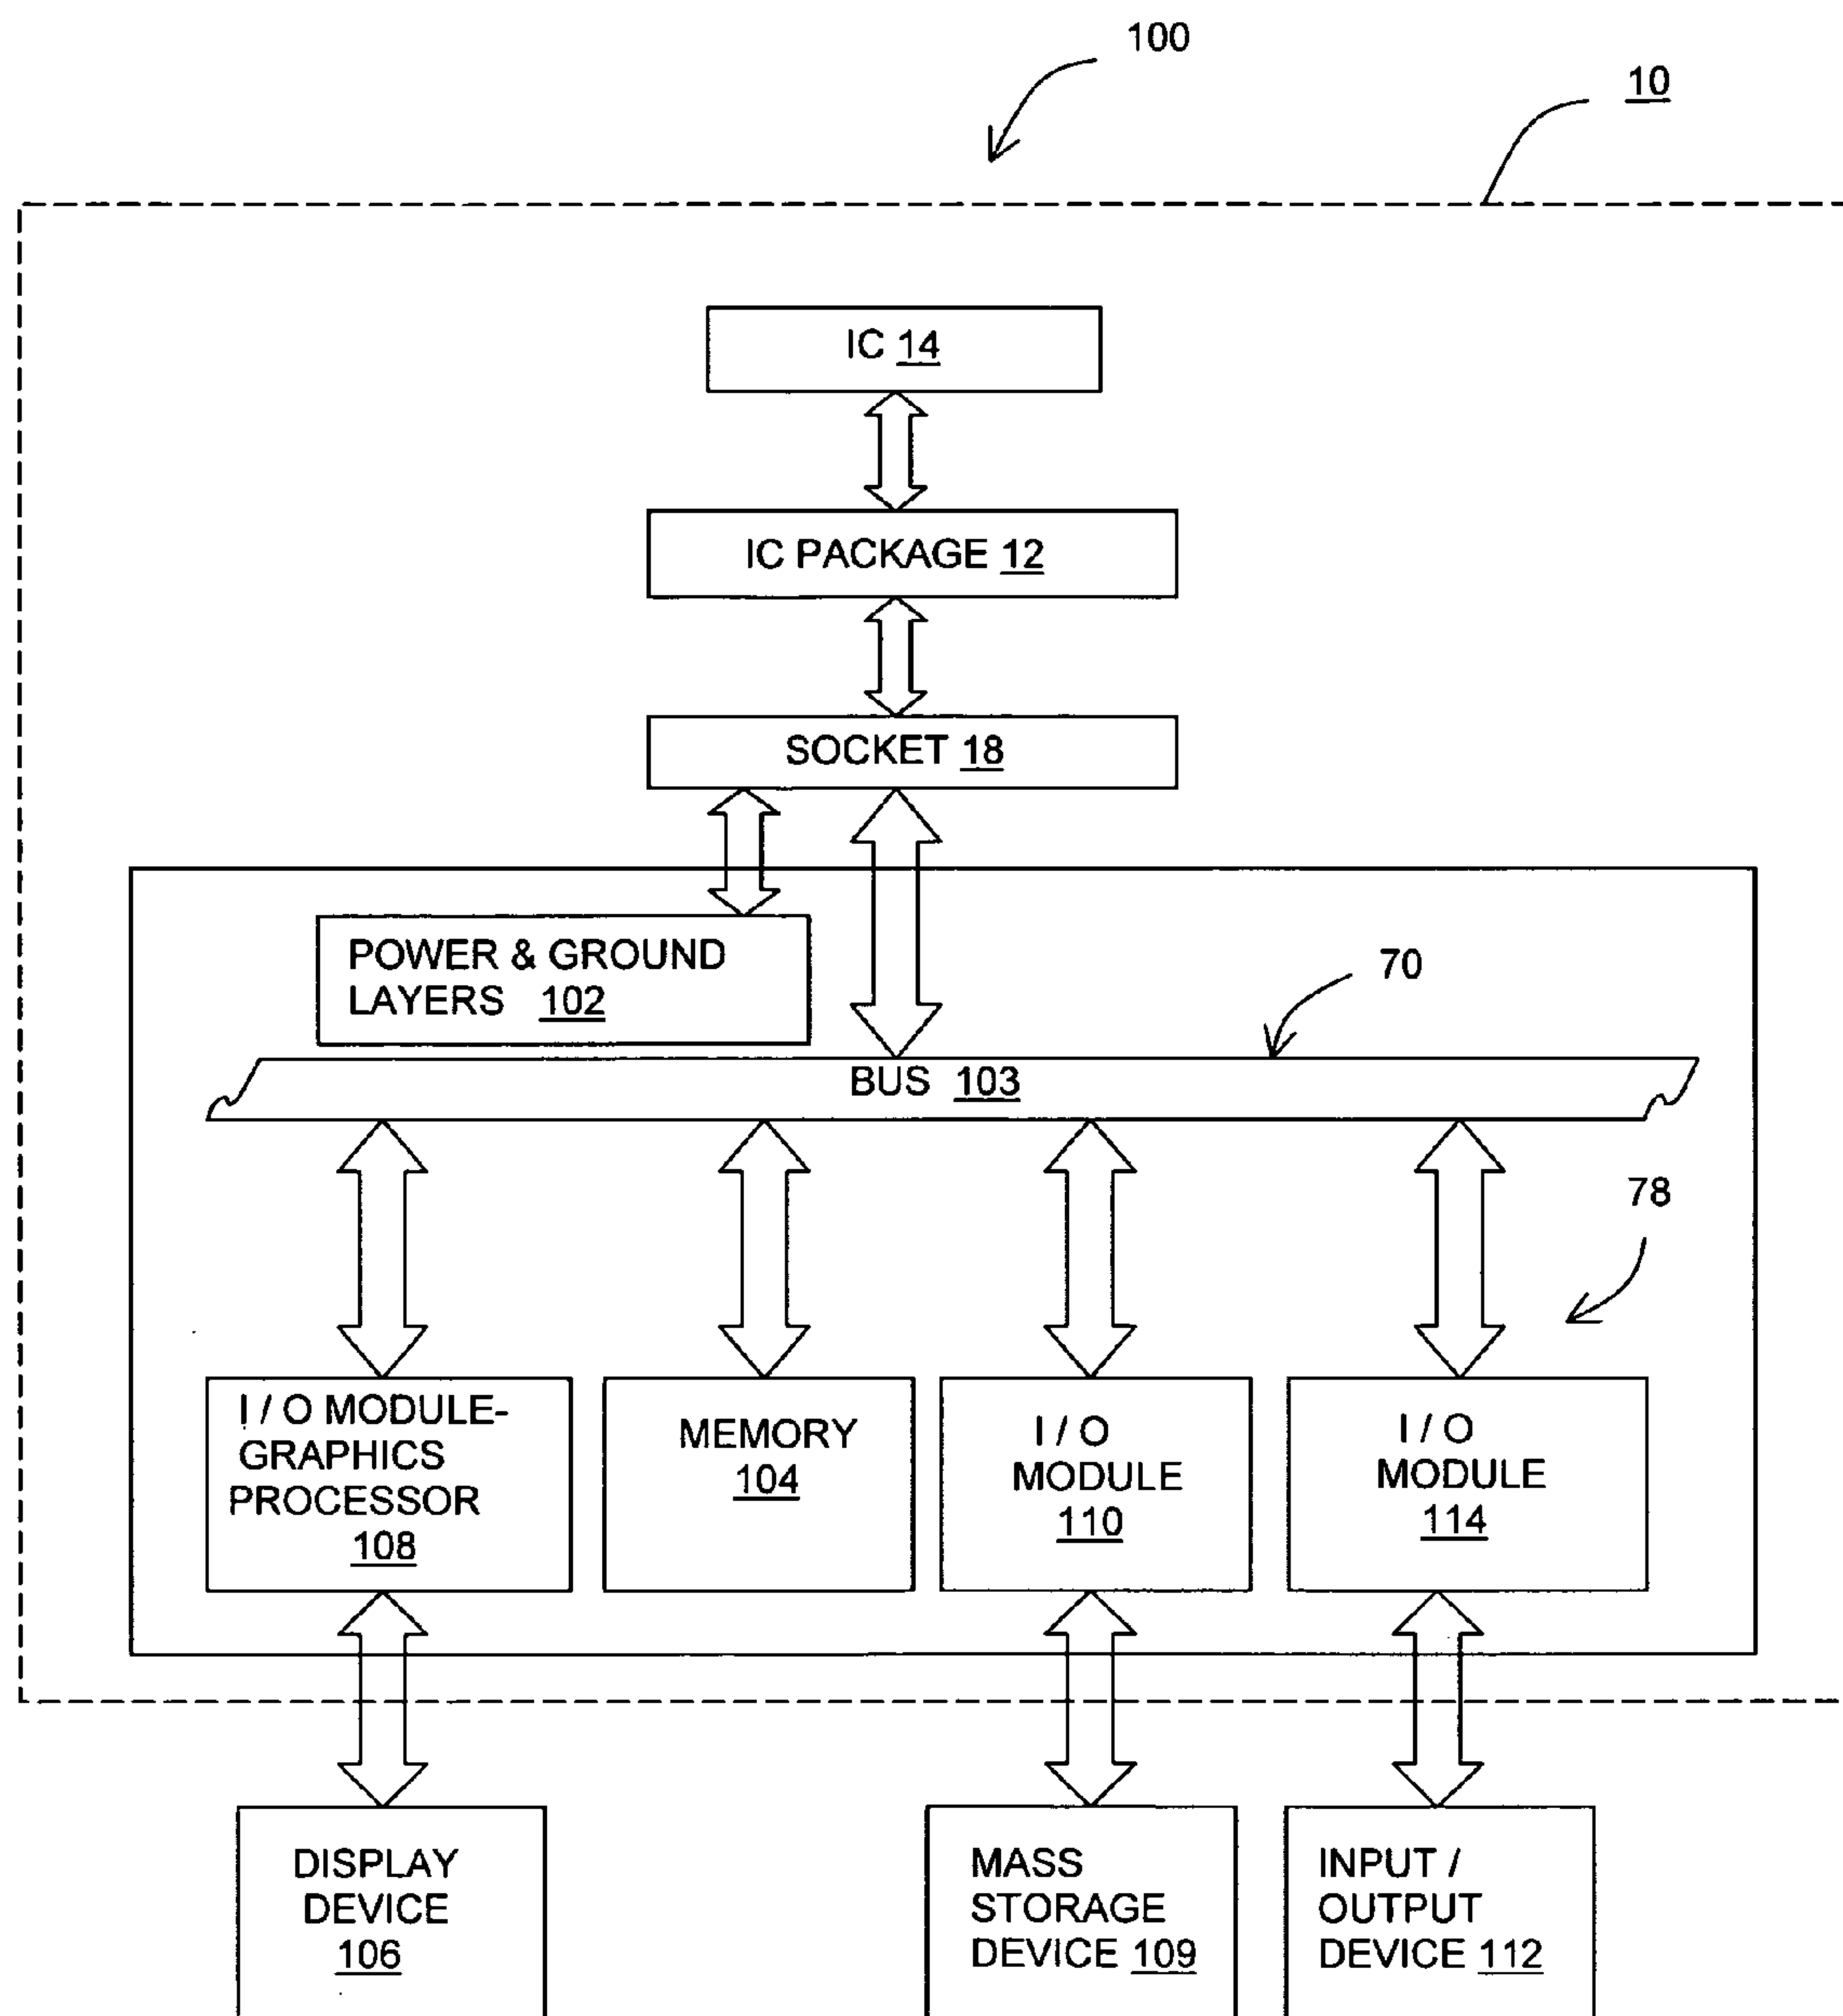 100
10
IC 14
IC PACKAGE 12
SOCKET 18
POWER & GROUND
LAYERS 102
70
BUS 103
78
I / O MODULE-
GRAPHICS
PROCESSOR
108
MEMORY
104
I / O
MODULE
110
I / O
MODULE
114
DISPLAY
DEVICE
106
MASS
STORAGE
DEVICE 109
INPUT /
OUTPUT
DEVICE 112